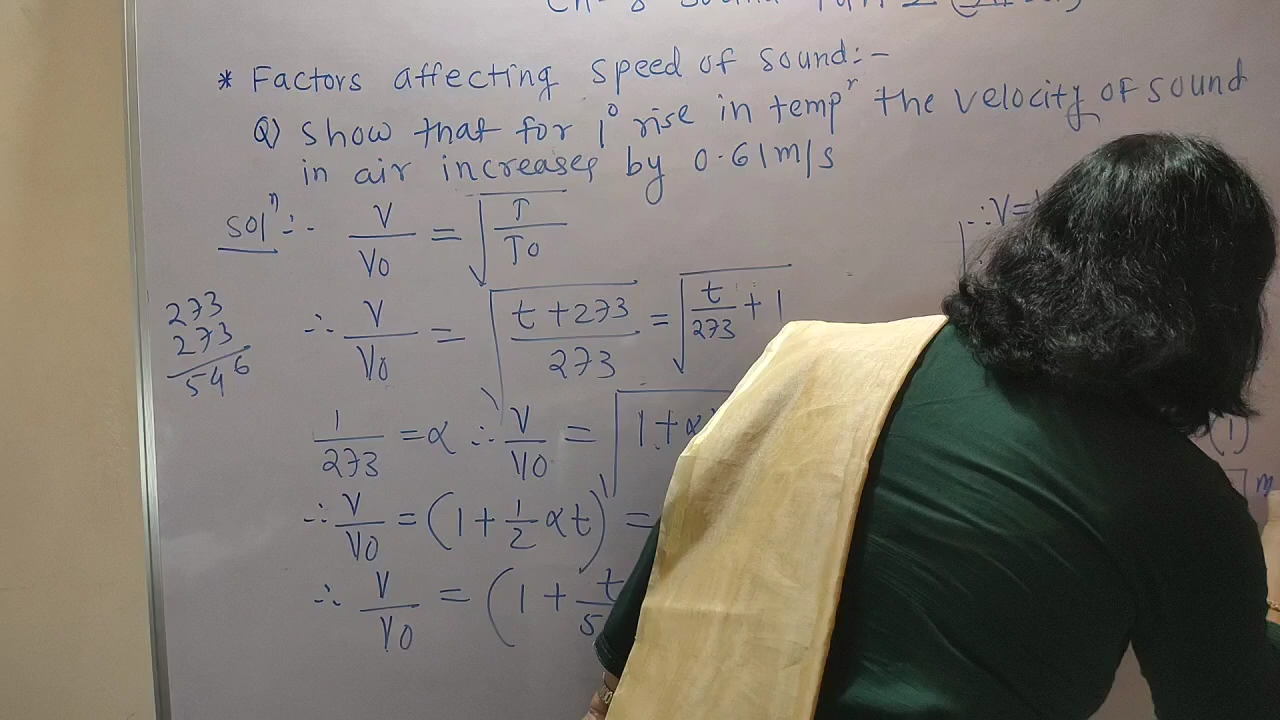 * Factors affecting speed of sound:-
Q) Show that for 1° rise in tempʳ the velocity of sound
in air increases by 0.61m/s
solⁿ:- V/V0 = √(T/T0)
273
273
546
∴ V/V0 = √((t+273)/273) = √(t/273 + 1)
1/273 = α ∴ V/V0 = √(1+α
∴ V/V0 = (1+1/2 αt) =
∴ V/V0 = (1+ t/5
∴ V=
(1)
m